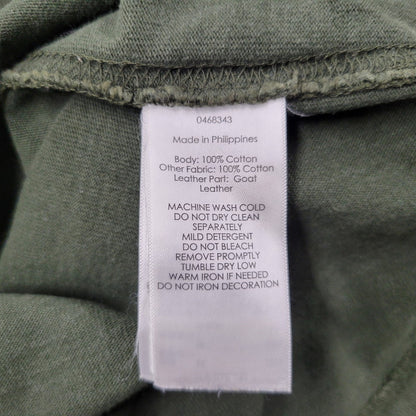 0468343
Made in Philippines
Body: 100% Cotton
Other Fabric: 100% Cotton
Leather Part: Goat
Leather
MACHINE WASH COLD
DO NOT DRY CLEAN
SEPARATELY
MILD DETERGENT
DO NOT BLEACH
REMOVE PROMPTLY
TUMBLE DRY LOW
WARM IRON IF NEEDED
DO NOT IRON DECORATION